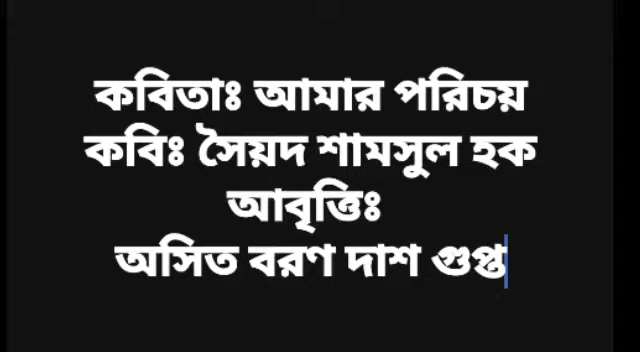 কবিতাঃ আমার পরিচয়
কবিঃ সৈয়দ শামসুল হক
আবৃত্তিঃ
অসিত বরণ দাশ গুপ্ত